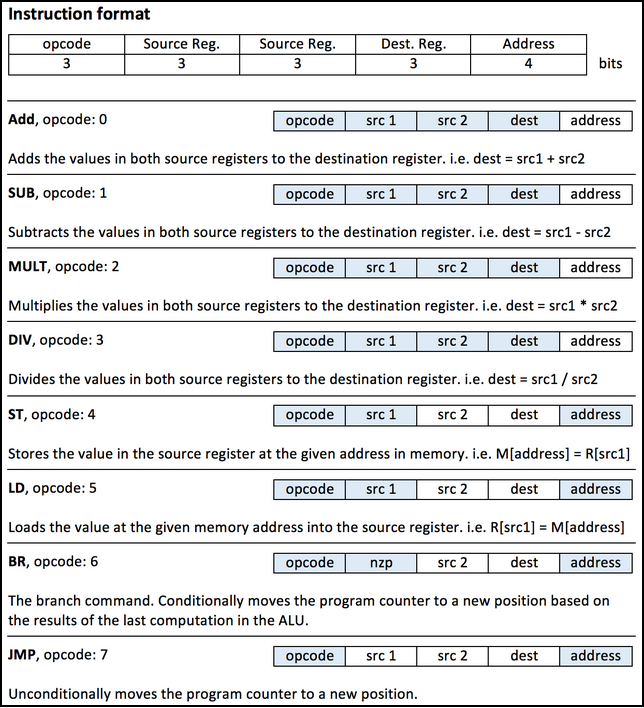 Instruction format
opcode Source Reg. Source Reg. Dest. Reg. Address
3 3 3 3 4 bits
Add, opcode: 0 opcode src 1 src 2 dest address
Adds the values in both source registers to the destination register. i.e. dest = src1 + src2
SUB, opcode: 1 opcode src 1 src 2 dest address
Subtracts the values in both source registers to the destination register. i.e. dest = src1 - src2
MULT, opcode: 2 opcode src 1 src 2 dest address
Multiplies the values in both source registers to the destination register. i.e. dest = src1 * src2
DIV, opcode: 3 opcode src 1 src 2 dest address
Divides the values in both source registers to the destination register. i.e. dest = src1 / src2
ST, opcode: 4 opcode src 1 src 2 dest address
Stores the value in the source register at the given address in memory. i.e. M[address] = R[src1]
LD, opcode: 5 opcode src 1 src 2 dest address
Loads the value at the given memory address into the source register. i.e. R[src1] = M[address]
BR, opcode: 6 opcode nzp src 2 dest address
The branch command. Conditionally moves the program counter to a new position based on
the results of the last computation in the ALU.
JMP, opcode: 7 opcode src 1 src 2 dest address
Unconditionally moves the program counter to a new position.